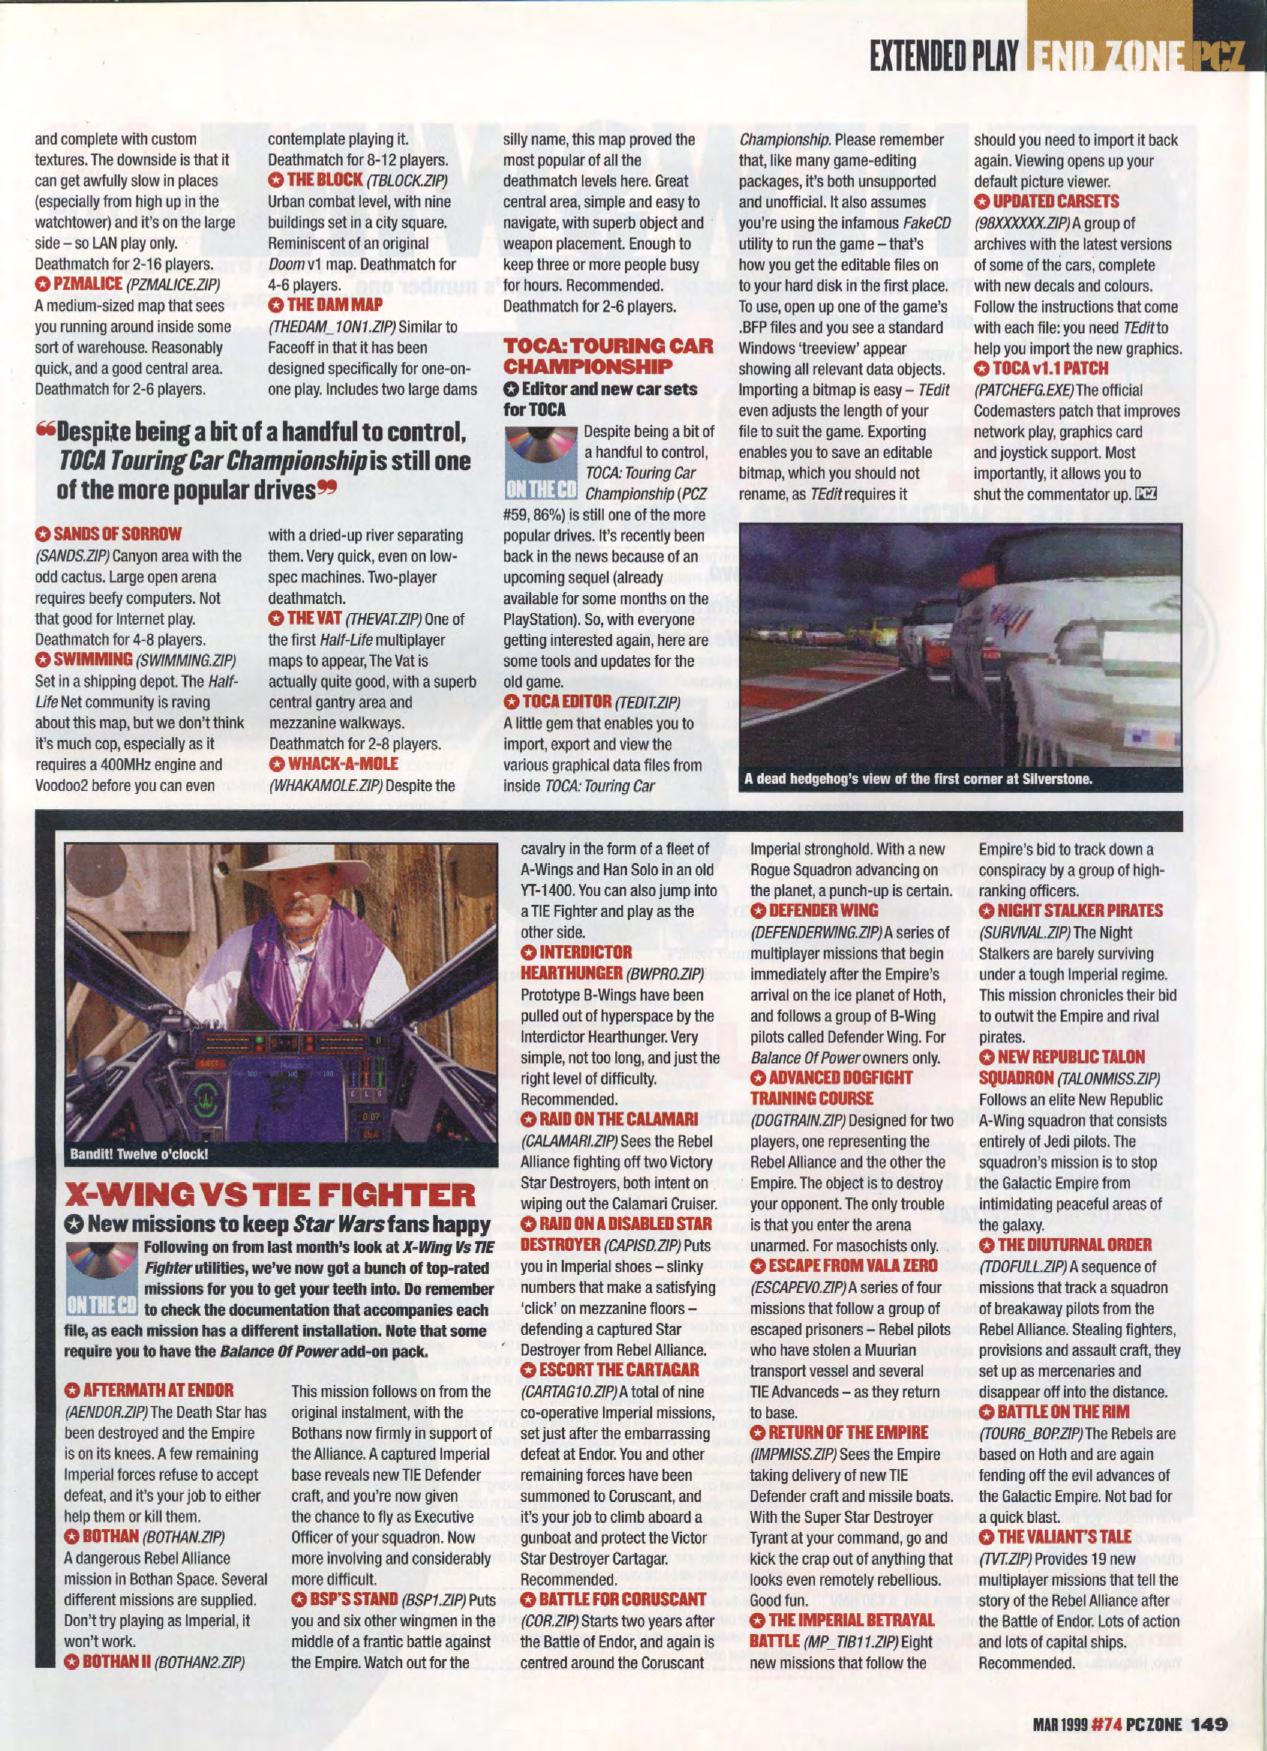 EXTENDED PLAY END ZONE PCZ
and complete with custom
textures. The downside is that it
can get awfully slow in places
(especially from high up in the
watchtower) and it's on the large
side – so LAN play only.
Deathmatch for 2-16 players.
PZMALICE (PZMALICE.ZIP)
A medium-sized map that sees
you running around inside some
sort of warehouse. Reasonably
quick, and a good central area.
Deathmatch for 2-6 players.
“Despite being a bit of a handful to control,
TOCA Touring Car Championship is still one
of the more popular drives”
SANDS OF SORROW
(SANDS.ZIP) Canyon area with the
odd cactus. Large open arena
requires beefy computers. Not
that good for Internet play.
Deathmatch for 4-8 players.
SWIMMING (SWIMMING.ZIP)
Set in a shipping depot. The Half-
Life Net community is raving
about this map, but we don't think
it's much cop, especially as it
requires a 400MHz engine and
Voodoo2 before you can even
contemplate playing it.
Deathmatch for 8-12 players.
THE BLOCK (TBLOCK.ZIP)
Urban combat level, with nine
buildings set in a city square.
Reminiscent of an original
Doom v1 map. Deathmatch for
4-6 players.
THE DAM MAP
(THEDAM_1ON1.ZIP) Similar to
Faceoff in that it has been
designed specifically for one-on-
one play. Includes two large dams
with a dried-up river separating
them. Very quick, even on low-
spec machines. Two-player
deathmatch.
THE VAT (THEVAT.ZIP) One of
the first Half-Life multiplayer
maps to appear, The Vat is
actually quite good, with a superb
central gantry area and
mezzanine walkways.
Deathmatch for 2-8 players.
WHACK-A-MOLE
(WHAKAMOLE.ZIP) Despite the
silly name, this map proved the
most popular of all the
deathmatch levels here. Great
central area, simple and easy to
navigate, with superb object and
weapon placement. Enough to
keep three or more people busy
for hours. Recommended.
Deathmatch for 2-6 players.
TOCA: TOURING CAR
CHAMPIONSHIP
Editor and new car sets
for TOCA
ON THE CD
Despite being a bit of
a handful to control,
TOCA: Touring Car
Championship (PCZ
#59, 86%) is still one of the more
popular drives. It's recently been
back in the news because of an
upcoming sequel (already
available for some months on the
PlayStation). So, with everyone
getting interested again, here are
some tools and updates for the
old game.
TOCA EDITOR (TEDIT.ZIP)
A little gem that enables you to
import, export and view the
various graphical data files from
inside TOCA: Touring Car
Championship. Please remember
that, like many game-editing
packages, it's both unsupported
and unofficial. It also assumes
you're using the infamous FakeCD
utility to run the game – that's
how you get the editable files on
to your hard disk in the first place.
To use, open up one of the game's
.BFP files and you see a standard
Windows 'treeview' appear
showing all relevant data objects.
Importing a bitmap is easy – TEdit
even adjusts the length of your
file to suit the game. Exporting
enables you to save an editable
bitmap, which you should not
rename, as TEdit requires it
should you need to import it back
again. Viewing opens up your
default picture viewer.
UPDATED CARSETS
(98XXXXXX.ZIP) A group of
archives with the latest versions
of some of the cars, complete
with new decals and colours.
Follow the instructions that come
with each file: you need TEdit to
help you import the new graphics.
TOCA v1.1 PATCH
(PATCHEFG.EXE) The official
Codemasters patch that improves
network play, graphics card
and joystick support. Most
importantly, it allows you to
shut the commentator up. PCZ
A dead hedgehog's view of the first corner at Silverstone.
Bandit! Twelve o'clock!
X-WING VS TIE FIGHTER
New missions to keep Star Wars fans happy
ON THE CD
Following on from last month's look at X-Wing Vs TIE
Fighter utilities, we've now got a bunch of top-rated
missions for you to get your teeth into. Do remember
to check the documentation that accompanies each
file, as each mission has a different installation. Note that some
require you to have the Balance Of Power add-on pack.
AFTERMATH AT ENDOR
(AENDOR.ZIP) The Death Star has
been destroyed and the Empire
is on its knees. A few remaining
Imperial forces refuse to accept
defeat, and it's your job to either
help them or kill them.
BOTHAN (BOTHAN.ZIP)
A dangerous Rebel Alliance
mission in Bothan Space. Several
different missions are supplied.
Don't try playing as Imperial, it
won't work.
BOTHAN II (BOTHAN2.ZIP)
This mission follows on from the
original instalment, with the
Bothans now firmly in support of
the Alliance. A captured Imperial
base reveals new TIE Defender
craft, and you're now given
the chance to fly as Executive
Officer of your squadron. Now
more involving and considerably
more difficult.
BSP'S STAND (BSP1.ZIP) Puts
you and six other wingmen in the
middle of a frantic battle against
the Empire. Watch out for the
cavalry in the form of a fleet of
A-Wings and Han Solo in an old
YT-1400. You can also jump into
a TIE Fighter and play as the
other side.
INTERDICTOR
HEARTHUNGER (BWPRO.ZIP)
Prototype B-Wings have been
pulled out of hyperspace by the
Interdictor Hearthunger. Very
simple, not too long, and just the
right level of difficulty.
Recommended.
RAID ON THE CALAMARI
(CALAMARI.ZIP) Sees the Rebel
Alliance fighting off two Victory
Star Destroyers, both intent on
wiping out the Calamari Cruiser.
RAID ON A DISABLED STAR
DESTROYER (CAPISD.ZIP) Puts
you in Imperial shoes – slinky
numbers that make a satisfying
'click' on mezzanine floors –
defending a captured Star
Destroyer from Rebel Alliance.
ESCORT THE CARTAGAR
(CARTAG10.ZIP) A total of nine
co-operative Imperial missions,
set just after the embarrassing
defeat at Endor. You and other
remaining forces have been
summoned to Coruscant, and
it's your job to climb aboard a
gunboat and protect the Victor
Star Destroyer Cartagar.
Recommended.
BATTLE FOR CORUSCANT
(COR.ZIP) Starts two years after
the Battle of Endor, and again is
centred around the Coruscant
Imperial stronghold. With a new
Rogue Squadron advancing on
the planet, a punch-up is certain.
DEFENDER WING
(DEFENDERWING.ZIP) A series of
multiplayer missions that begin
immediately after the Empire's
arrival on the ice planet of Hoth,
and follows a group of B-Wing
pilots called Defender Wing. For
Balance Of Power owners only.
ADVANCED DOGFIGHT
TRAINING COURSE
(DOGTRAIN.ZIP) Designed for two
players, one representing the
Rebel Alliance and the other the
Empire. The object is to destroy
your opponent. The only trouble
is that you enter the arena
unarmed. For masochists only.
ESCAPE FROM VALA ZERO
(ESCAPEV0.ZIP) A series of four
missions that follow a group of
escaped prisoners – Rebel pilots
who have stolen a Muurian
transport vessel and several
TIE Advanceds – as they return
to base.
RETURN OF THE EMPIRE
(IMPMISS.ZIP) Sees the Empire
taking delivery of new TIE
Defender craft and missile boats.
With the Super Star Destroyer
Tyrant at your command, go and
kick the crap out of anything that
looks even remotely rebellious.
Good fun.
THE IMPERIAL BETRAYAL
BATTLE (MP_TIB11.ZIP) Eight
new missions that follow the
Empire's bid to track down a
conspiracy by a group of high-
ranking officers.
NIGHT STALKER PIRATES
(SURVIVAL.ZIP) The Night
Stalkers are barely surviving
under a tough Imperial regime.
This mission chronicles their bid
to outwit the Empire and rival
pirates.
NEW REPUBLIC TALON
SQUADRON (TALONMISS.ZIP)
Follows an elite New Republic
A-Wing squadron that consists
entirely of Jedi pilots. The
squadron's mission is to stop
the Galactic Empire from
intimidating peaceful areas of
the galaxy.
THE DIUTURNAL ORDER
(TDOFULL.ZIP) A sequence of
missions that track a squadron
of breakaway pilots from the
Rebel Alliance. Stealing fighters,
provisions and assault craft, they
set up as mercenaries and
disappear off into the distance.
BATTLE ON THE RIM
(TOUR6_BOP.ZIP) The Rebels are
based on Hoth and are again
fending off the evil advances of
the Galactic Empire. Not bad for
a quick blast.
THE VALIANT'S TALE
(TVT.ZIP) Provides 19 new
multiplayer missions that tell the
story of the Rebel Alliance after
the Battle of Endor. Lots of action
and lots of capital ships.
Recommended.
MAR 1999 #74 PC ZONE 149